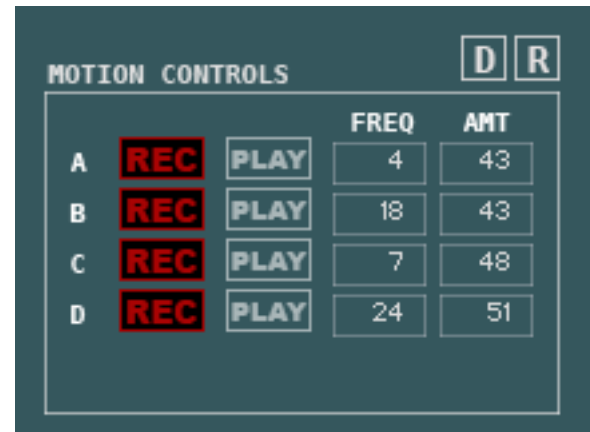 D R
MOTION CONTROLS
FREQ AMT
A REC PLAY 4 43
B REC PLAY 18 43
C REC PLAY 7 48
D REC PLAY 24 51